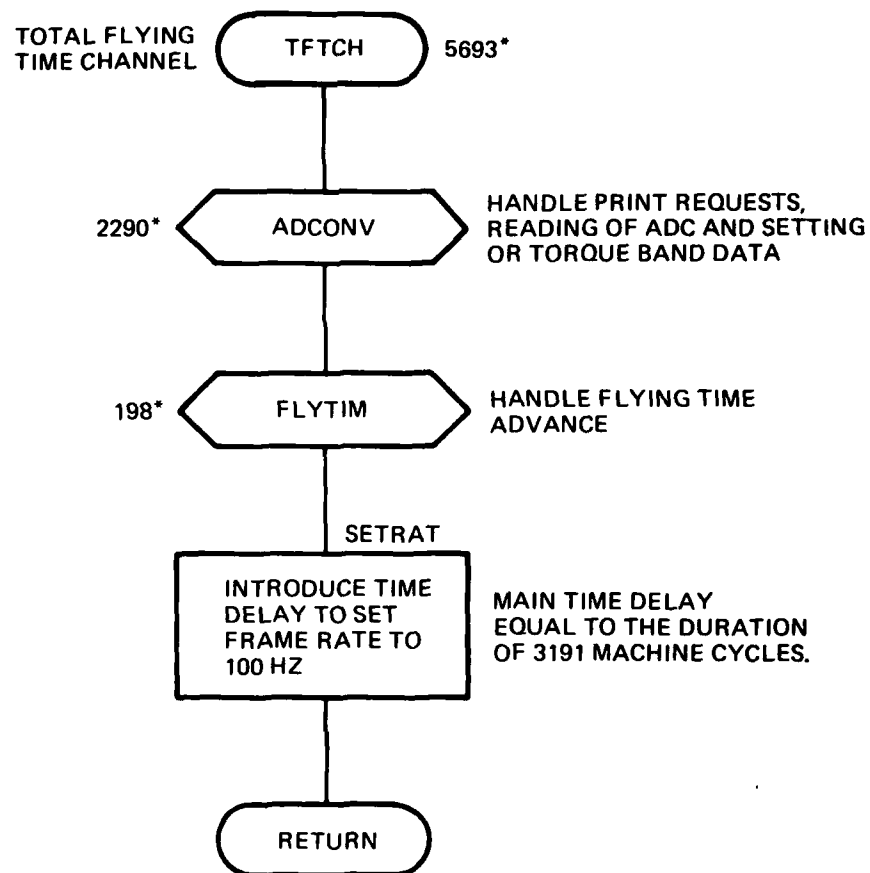 TOTAL FLYING
TIME CHANNEL
TFTCH
5693*
2290*
ADCONV
HANDLE PRINT REQUESTS,
READING OF ADC AND SETTING
OR TORQUE BAND DATA
198*
FLYTIM
HANDLE FLYING TIME
ADVANCE
SETRAT
INTRODUCE TIME
DELAY TO SET
FRAME RATE TO
100 HZ
MAIN TIME DELAY
EQUAL TO THE DURATION
OF 3191 MACHINE CYCLES.
RETURN